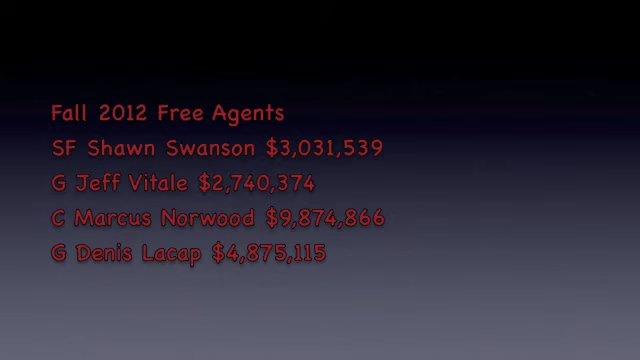 Fall 2012 Free Agents
SF Shawn Swanson $3,031,539
G Jeff Vitale $2,740,374
C Marcus Norwood $9,874,866
G Denis Lacap $4,875,115